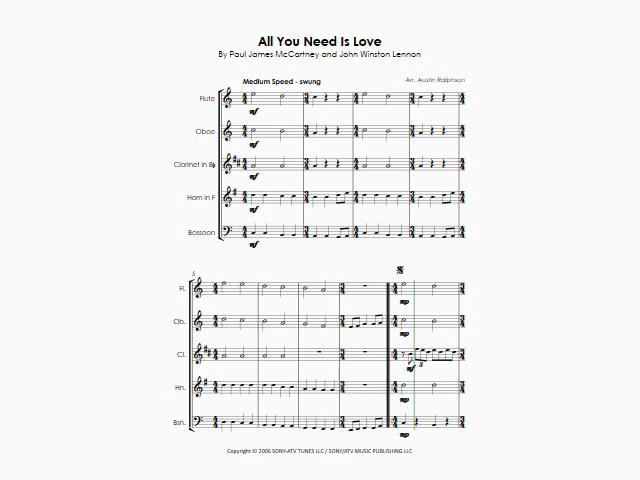 All You Need Is Love
By Paul James McCartney and John Winston Lennon
Medium Speed - swung
Arr. Austin Ralphson
Flute
mf
Oboe
mf
Clarinet in B♭
mf
Horn in F
mf
Bassoon
mf
5
Fl.
mp
Ob.
mp
Cl.
mf
3
Hn.
mp
Bsn.
mp
Copyright © 2006 SONY-ATV TUNES LLC / SONY/ATV MUSIC PUBLISHING LLC